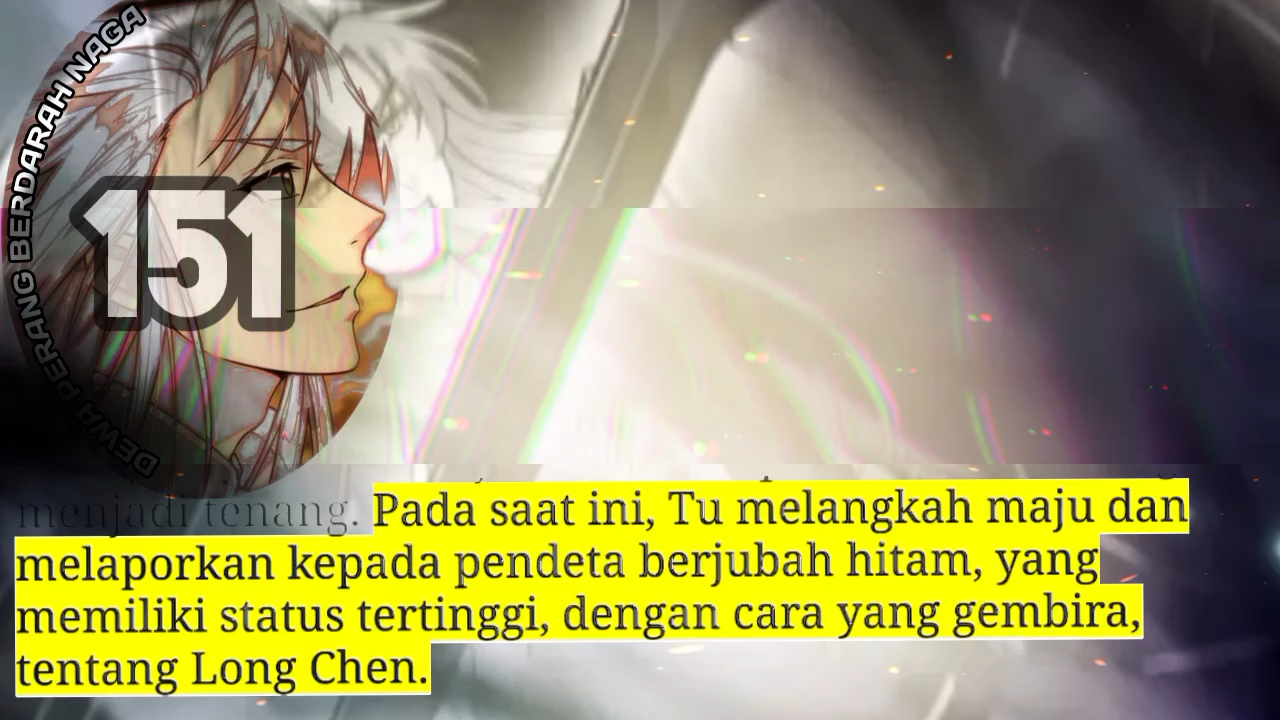 DEWA PERANG BERDARAH NAGA
151
menjadi tenang. Pada saat ini, Tu melangkah maju dan
melaporkan kepada pendeta berjubah hitam, yang
memiliki status tertinggi, dengan cara yang gembira,
tentang Long Chen.